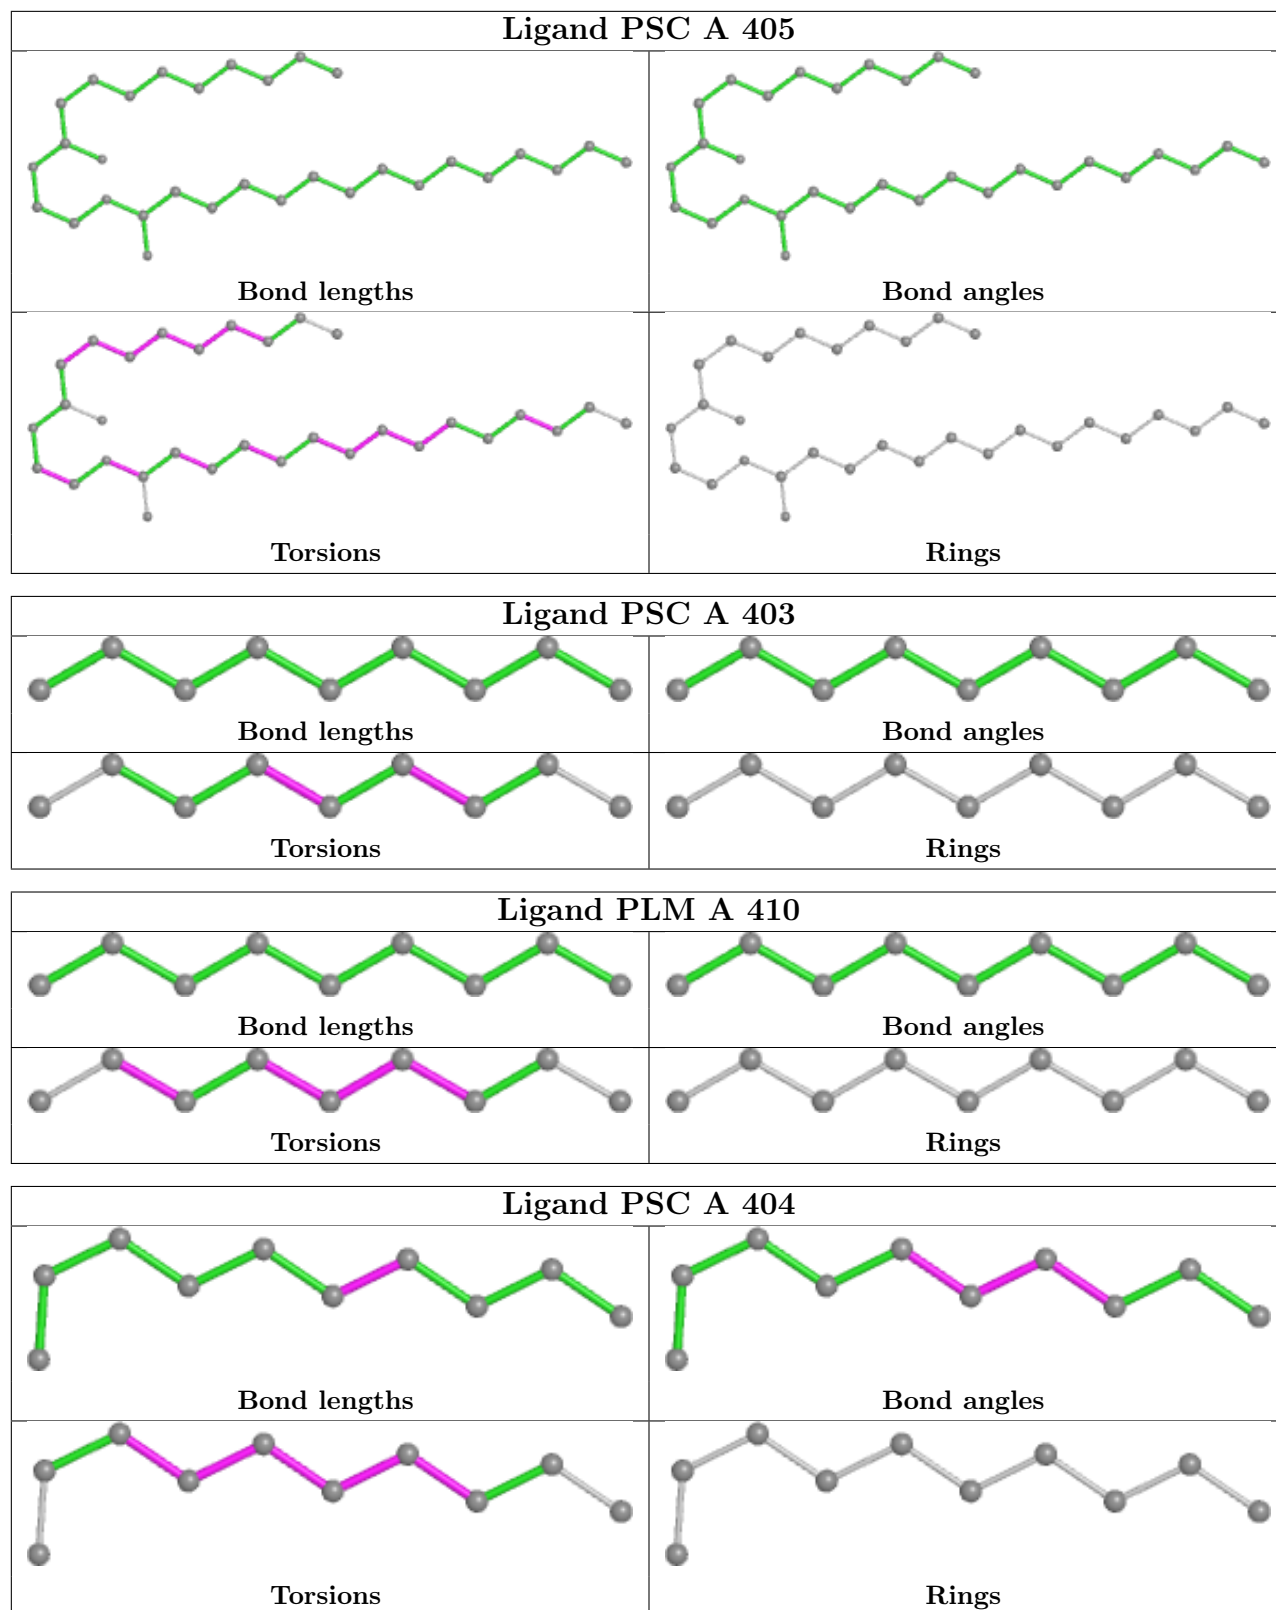 Ligand PSC A 405
Bond lengths
Bond angles
Torsions
Rings
Ligand PSC A 403
Bond lengths
Bond angles
Torsions
Rings
Ligand PLM A 410
Bond lengths
Bond angles
Torsions
Rings
Ligand PSC A 404
Bond lengths
Bond angles
Torsions
Rings